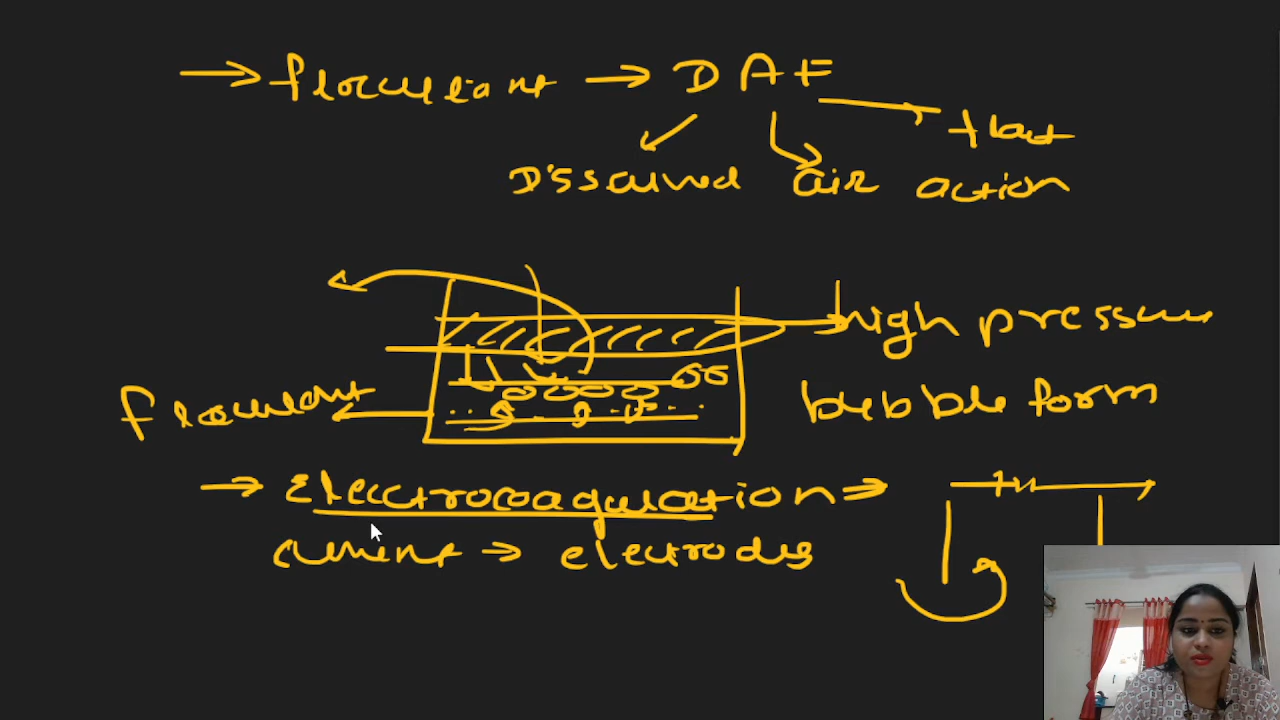 → flocculant → DAF
float
Dissolved air action
high pressure
flocculant bubble form
→ Electrocoagulation ⇒
current → electrodes